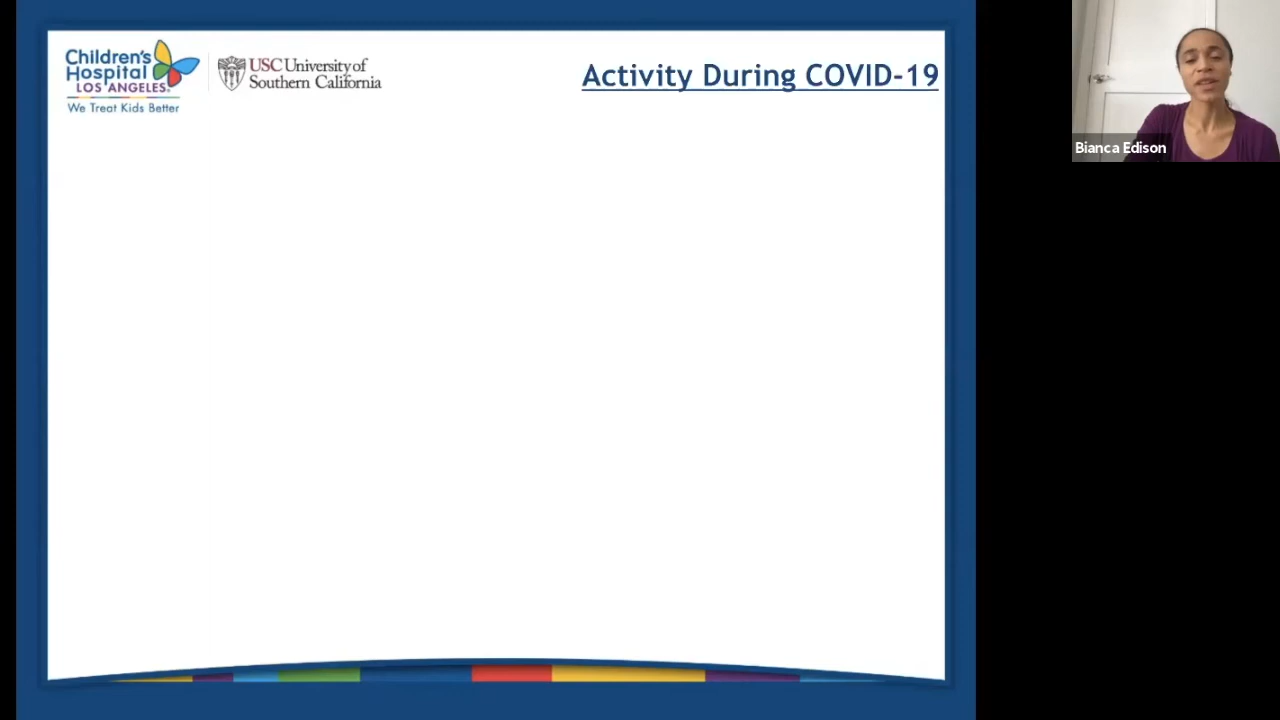 Children's
Hospital
LOS ANGELES
We Treat Kids Better
USC University of
Southern California
Activity During COVID-19
Bianca Edison